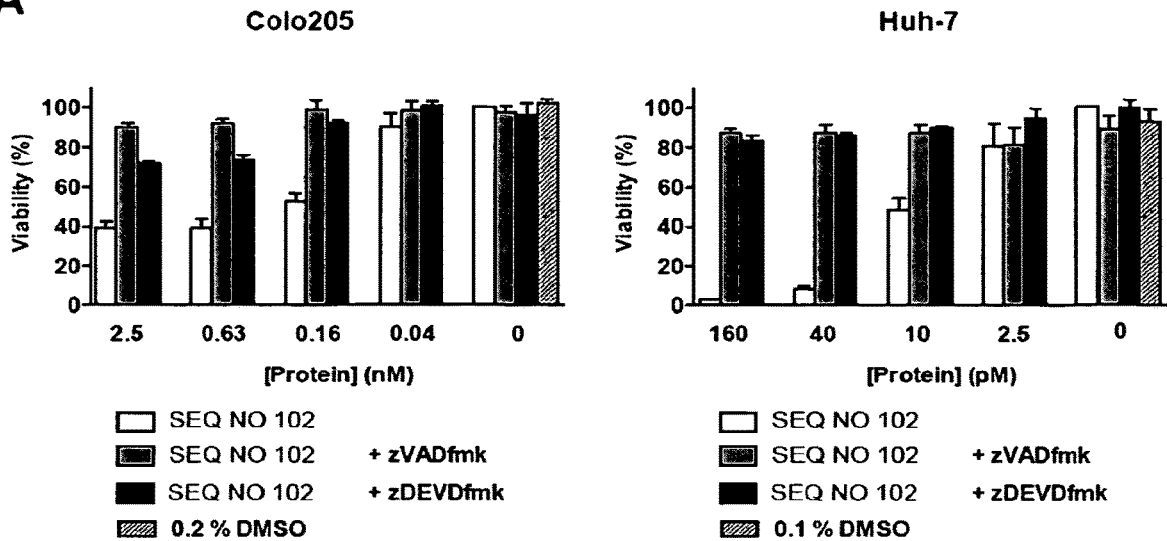 A
Colo205
Huh-7
Viability (%)
100
80
60
40
20
0
2.5 0.63 0.16 0.04 0
[Protein] (nM)
SEQ NO 102
SEQ NO 102 + zVADfmk
SEQ NO 102 + zDEVDfmk
0.2 % DMSO
Viability (%)
100
80
60
40
20
0
160 40 10 2.5 0
[Protein] (pM)
SEQ NO 102
SEQ NO 102 + zVADfmk
SEQ NO 102 + zDEVDfmk
0.1 % DMSO